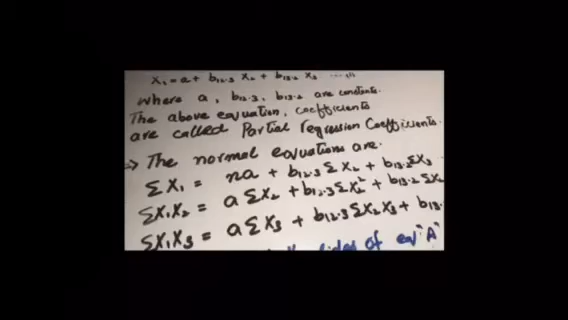 X₁ = a + b₁₂.₃ X₂ + b₁₃.₂ X₃ ......(1)
where a, b₁₂.₃, b₁₃.₂ are constants.
The above equation, coefficients
are called Partial regression Coefficients.
→ The normal equations are.
ΣX₁ = na + b₁₂.₃ ΣX₂ + b₁₃.₂ ΣX₃
ΣX₁X₂ = a ΣX₂ + b₁₂.₃ ΣX₂² + b₁₃.₂ ΣX₂
ΣX₁X₃ = a ΣX₃ + b₁₂.₃ ΣX₂X₃ + b₁₃.
sides of eq "A"